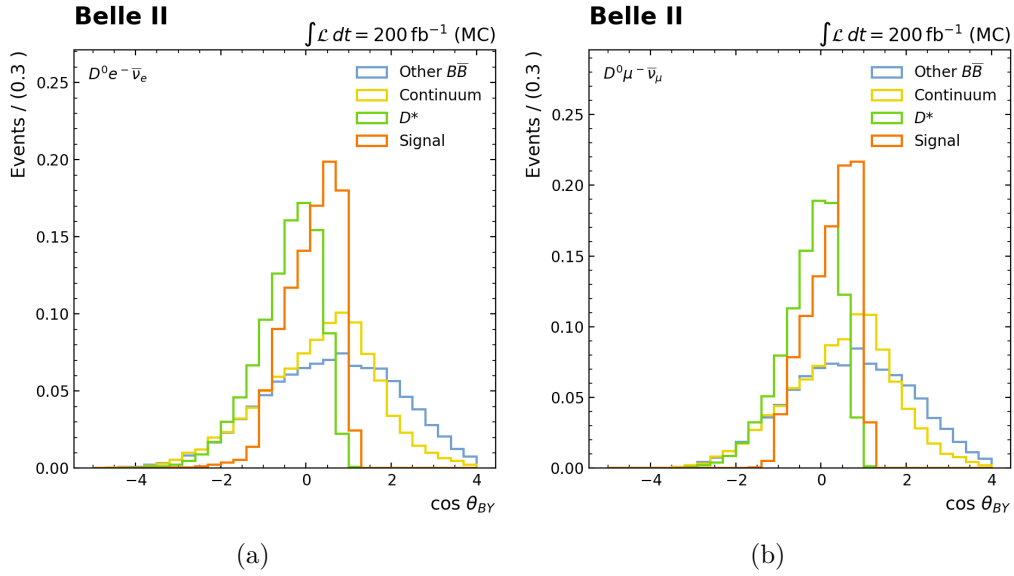 Belle II
∫ℒ dt = 200 fb⁻¹ (MC)
D⁰e⁻ν̅ₑ
Other BB̅
Continuum
D*
Signal
Events / (0.3 )
0.25
0.20
0.15
0.10
0.05
0.00
−4 −2 0 2 4
cos θ_BY
(a)
Belle II
∫ℒ dt = 200 fb⁻¹ (MC)
D⁰μ⁻ν̅_μ
Other BB̅
Continuum
D*
Signal
Events / (0.3 )
0.25
0.20
0.15
0.10
0.05
0.00
−4 −2 0 2 4
cos θ_BY
(b)